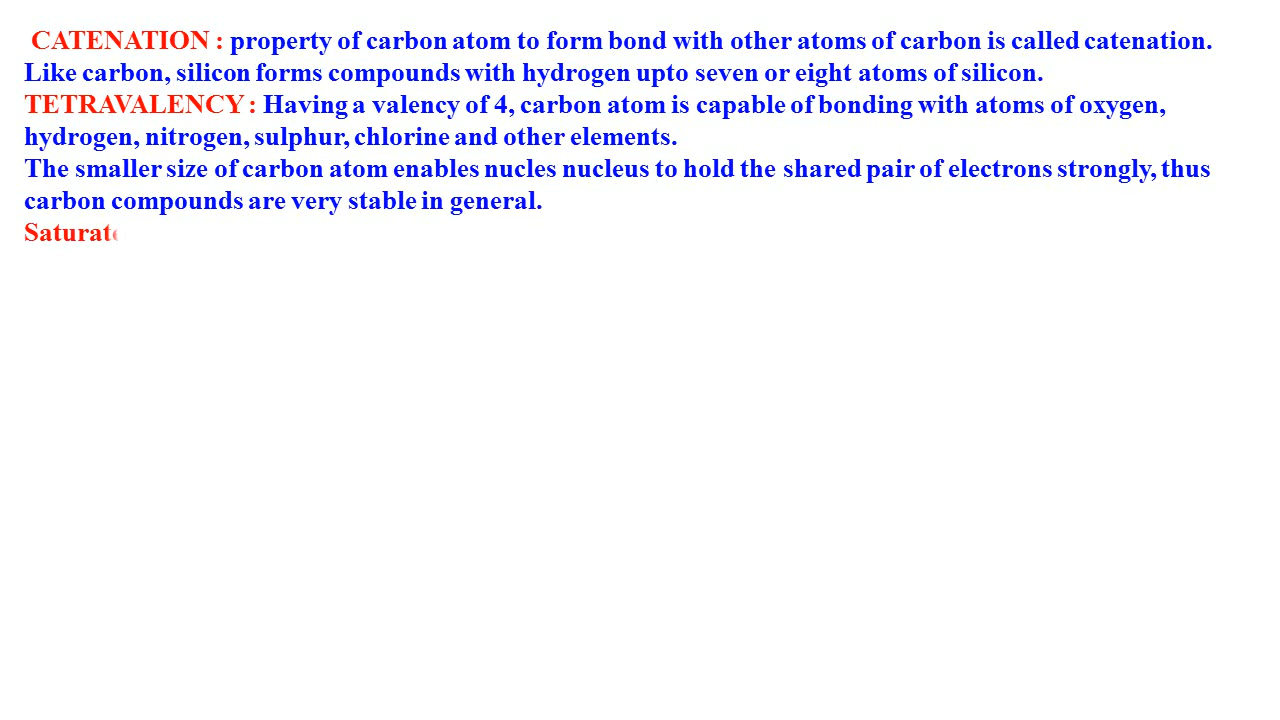 CATENATION : property of carbon atom to form bond with other atoms of carbon is called catenation.
Like carbon, silicon forms compounds with hydrogen upto seven or eight atoms of silicon.
TETRAVALENCY : Having a valency of 4, carbon atom is capable of bonding with atoms of oxygen,
hydrogen, nitrogen, sulphur, chlorine and other elements.
The smaller size of carbon atom enables nucles nucleus to hold the shared pair of electrons strongly, thus
carbon compounds are very stable in general.
Saturat